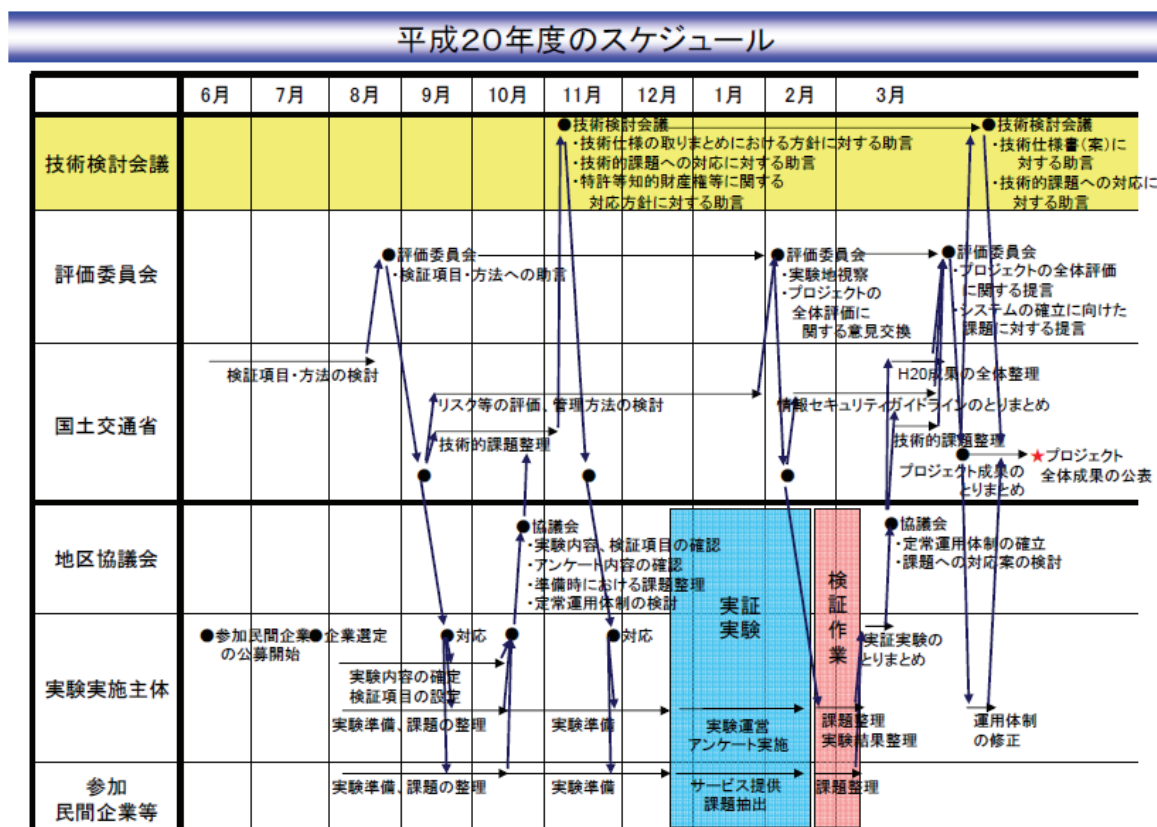 平成20年度のスケジュール
6月 7月 8月 9月 10月 11月 12月 1月 2月 3月
技術検討会議
●技術検討会議
・技術仕様の取りまとめにおける方針に対する助言
・技術的課題への対応に対する助言
・特許等知的財産権等に関する
対応方針に対する助言
●技術検討会議
・技術仕様書(案)に
対する助言
・技術的課題への対応に
対する助言
評価委員会
●評価委員会
・検証項目・方法への助言
●評価委員会
・実験地視察
・プロジェクトの
全体評価に
関する意見交換
●評価委員会
・プロジェクトの全体評価
に関する提言
・システムの確立に向けた
課題に対する提言
国土交通省
検証項目・方法の検討
リスク等の評価、管理方法の検討
技術的課題整理
H20成果の全体整理
情報セキュリティガイドラインのとりまとめ
技術的課題整理
プロジェクト成果の
とりまとめ
★プロジェクト
全体成果の公表
地区協議会
●協議会
・実験内容、検証項目の確認
・アンケート内容の確認
・準備時における課題整理
・定常運用体制の検討
実証
実験
検証作業
●協議会
・定常運用体制の確立
・課題への対応案の検討
実験実施主体
●参加民間企業
の公募開始
●企業選定
●対応
●対応
実験内容の確定
検証項目の設定
実験準備、課題の整理
実験準備
実験運営
アンケート実施
課題整理
実験結果整理
実証実験の
とりまとめ
運用体制
の修正
参加
民間企業等
実験準備、課題の整理
実験準備
サービス提供
課題抽出
課題整理